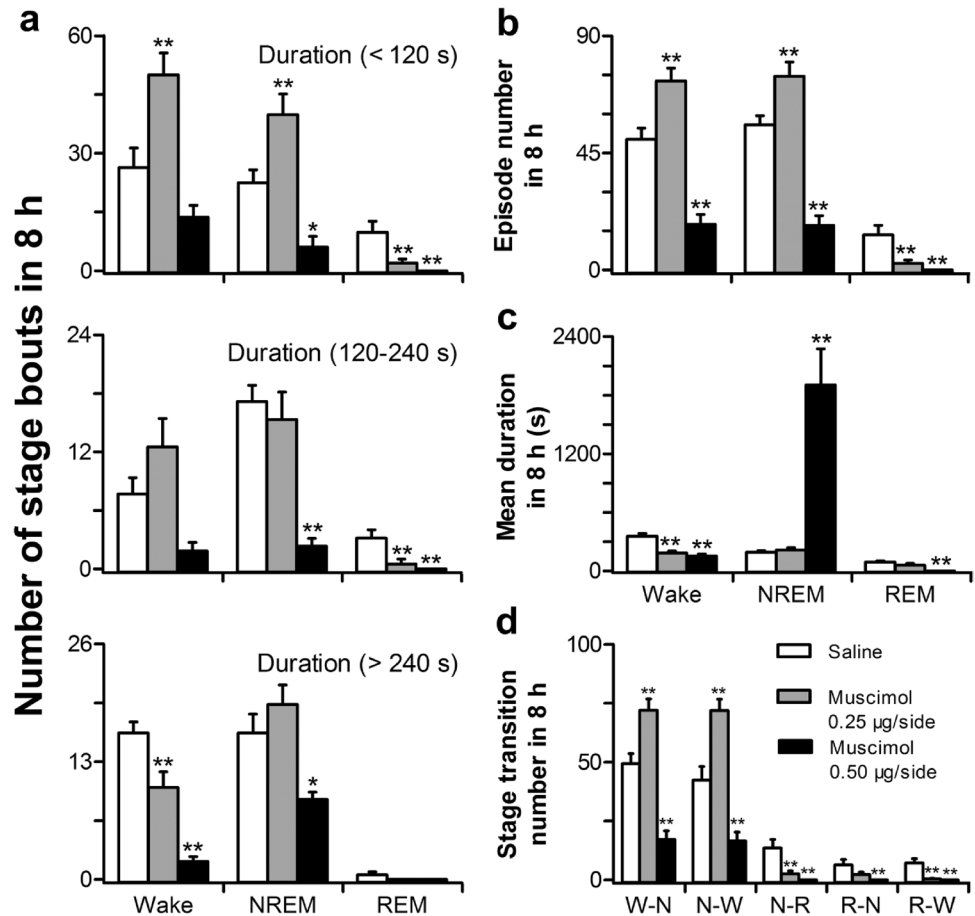 a
Number of stage bouts in 8 h
60
30
0
Duration (< 120 s)
**
**
*
**
**
24
12
0
Duration (120-240 s)
**
**
**
26
13
0
Duration (> 240 s)
**
**
*
Wake
NREM
REM
b
Episode number
in 8 h
90
45
0
**
**
**
**
**
**
c
Mean duration
in 8 h (s)
2400
1200
0
**
**
**
**
Wake
NREM
REM
d
Stage transition
number in 8 h
100
50
0
**
**
**
**
**
**
**
**
**
W-N
N-W
N-R
R-N
R-W
Saline
Muscimol
0.25 µg/side
Muscimol
0.50 µg/side